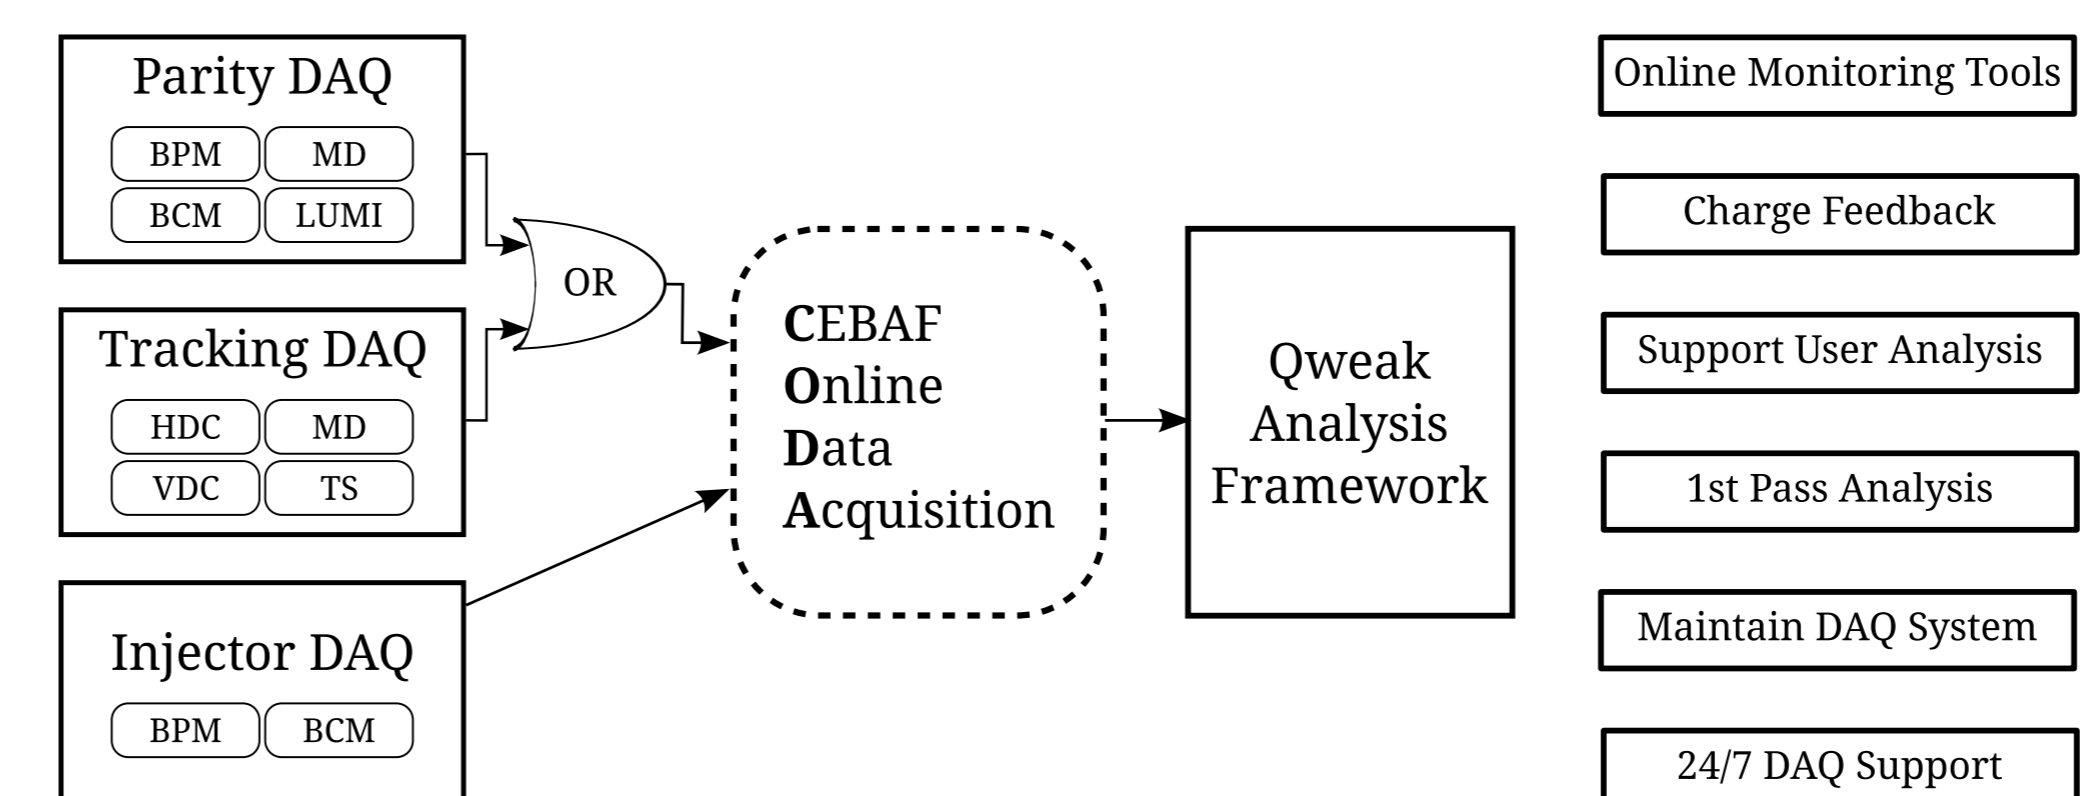 Parity DAQ
BPM MD
BCM LUMI
Tracking DAQ
HDC MD
VDC TS
Injector DAQ
BPM BCM
OR
CEBAF
Online
Data
Acquisition
Qweak
Analysis
Framework
Online Monitoring Tools
Charge Feedback
Support User Analysis
1st Pass Analysis
Maintain DAQ System
24/7 DAQ Support